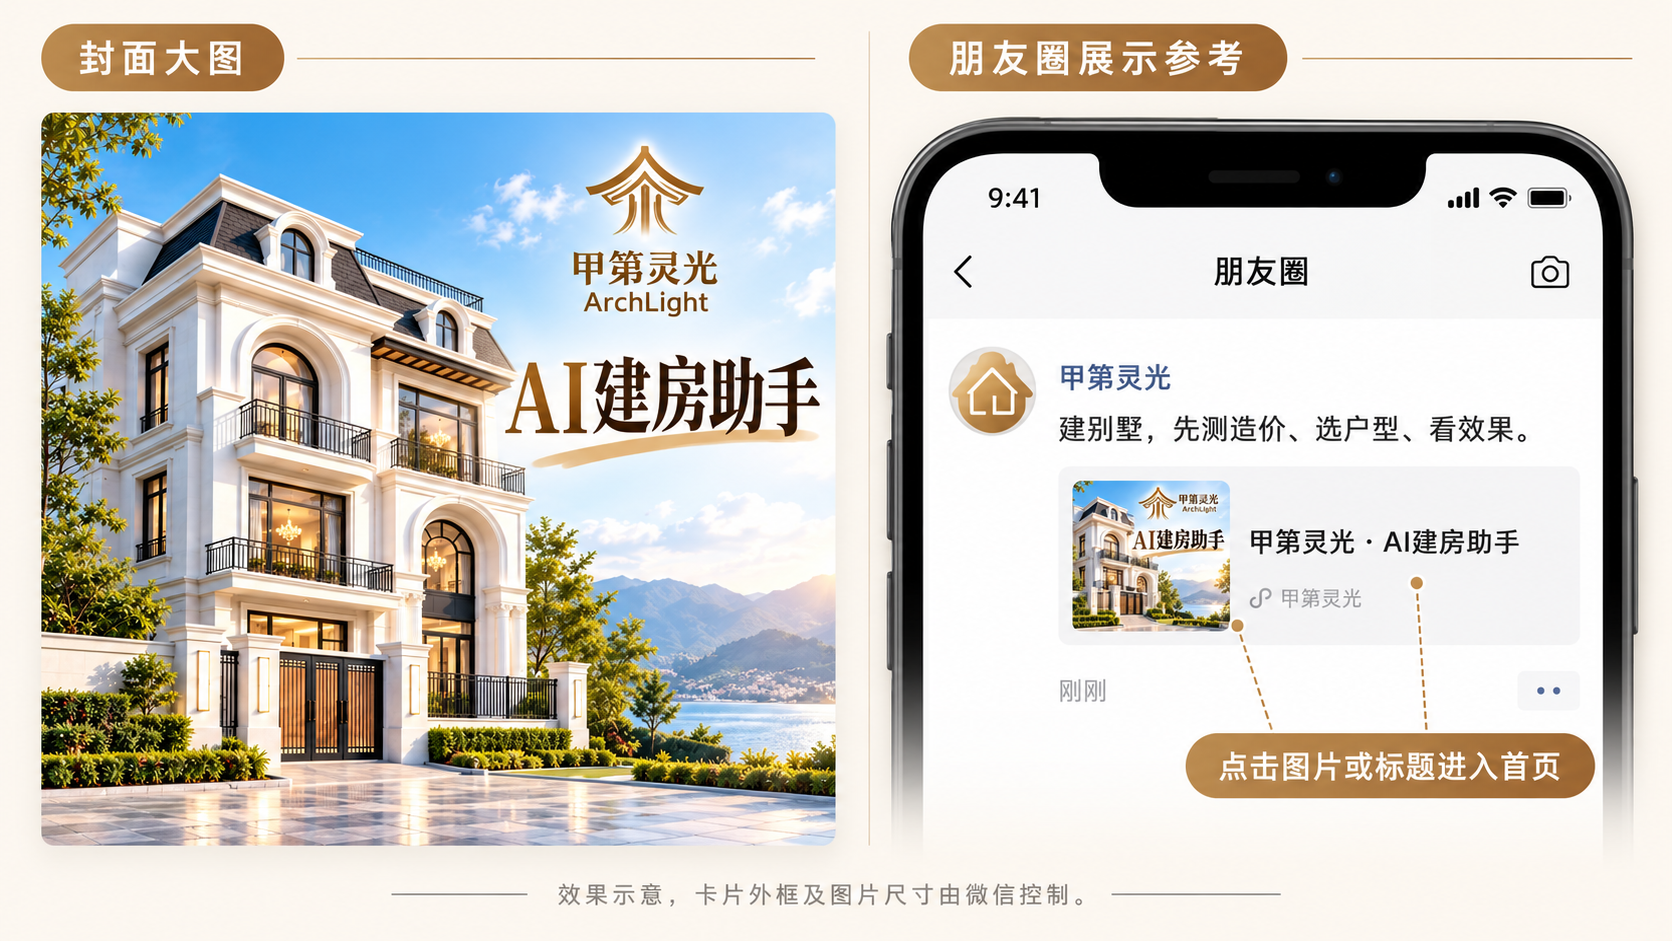 封面大图
甲第灵光
ArchLight
AI建房助手
朋友圈展示参考
9:41
朋友圈
甲第灵光
建别墅，先测造价、选户型、看效果。
甲第灵光
ArchLight
AI建房助手
甲第灵光·AI建房助手
甲第灵光
刚刚
点击图片或标题进入首页
效果示意，卡片外框及图片尺寸由微信控制。